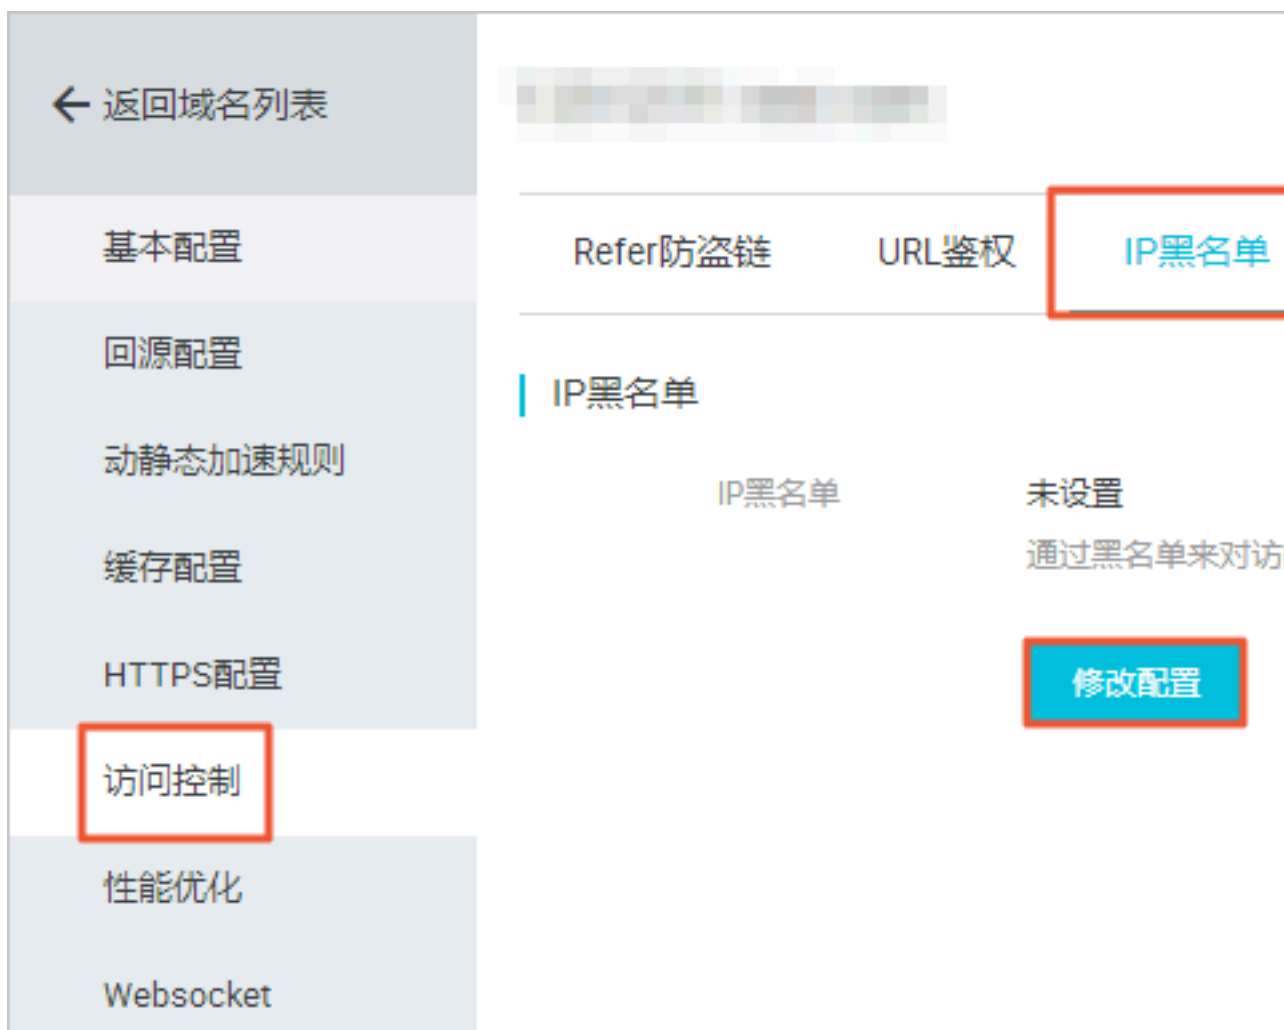 返回域名列表
基本配置
回源配置
动静态加速规则
缓存配置
HTTPS配置
访问控制
性能优化
Websocket
Refer防盗链 URL鉴权 IP黑名单
IP黑名单
IP黑名单 未设置
通过黑名单来对访
修改配置